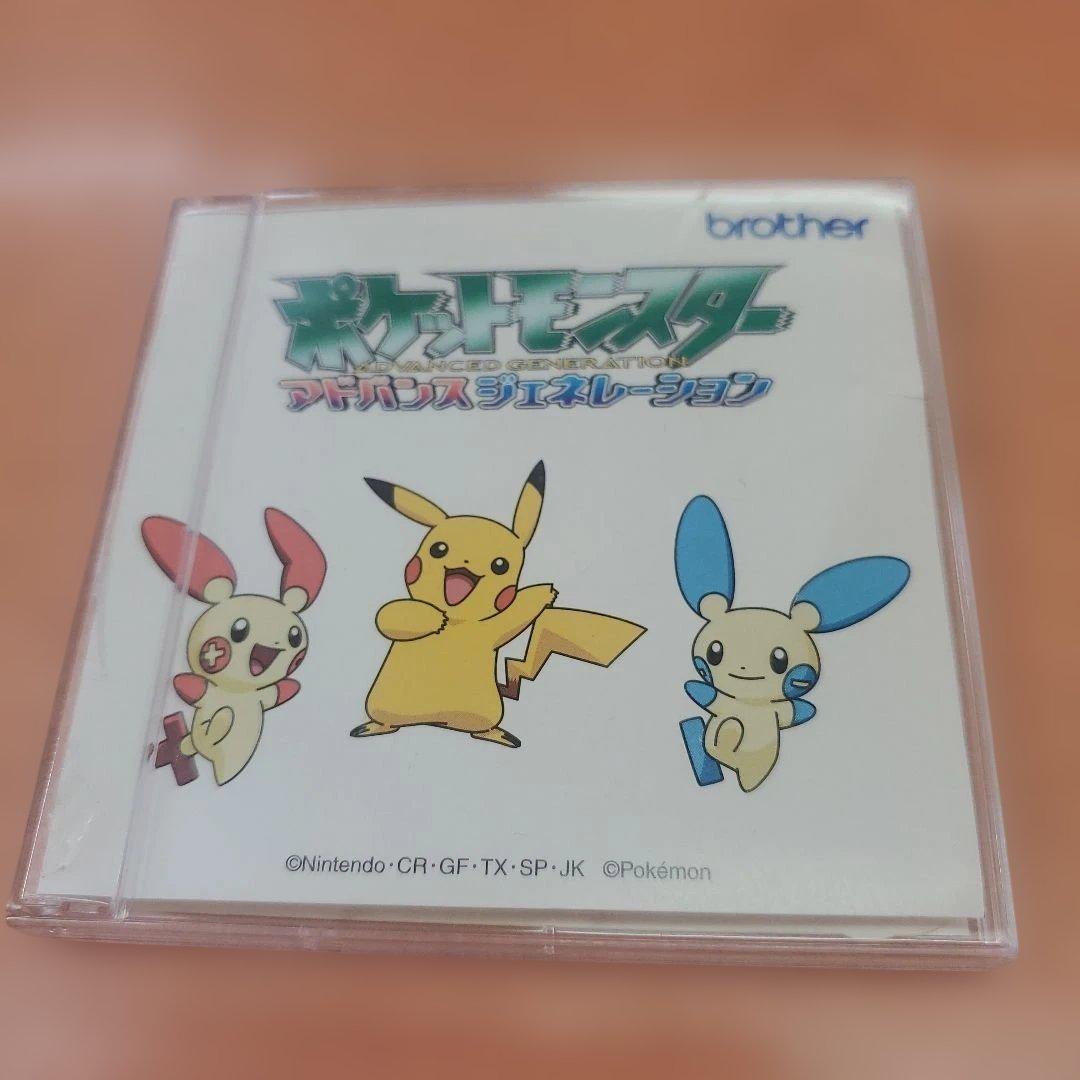 brother
ポケットモンスター
ADVANCED GENERATION
アドバンスジェネレーション
©Nintendo・CR・GF・TX・SP・JK ©Pokémon